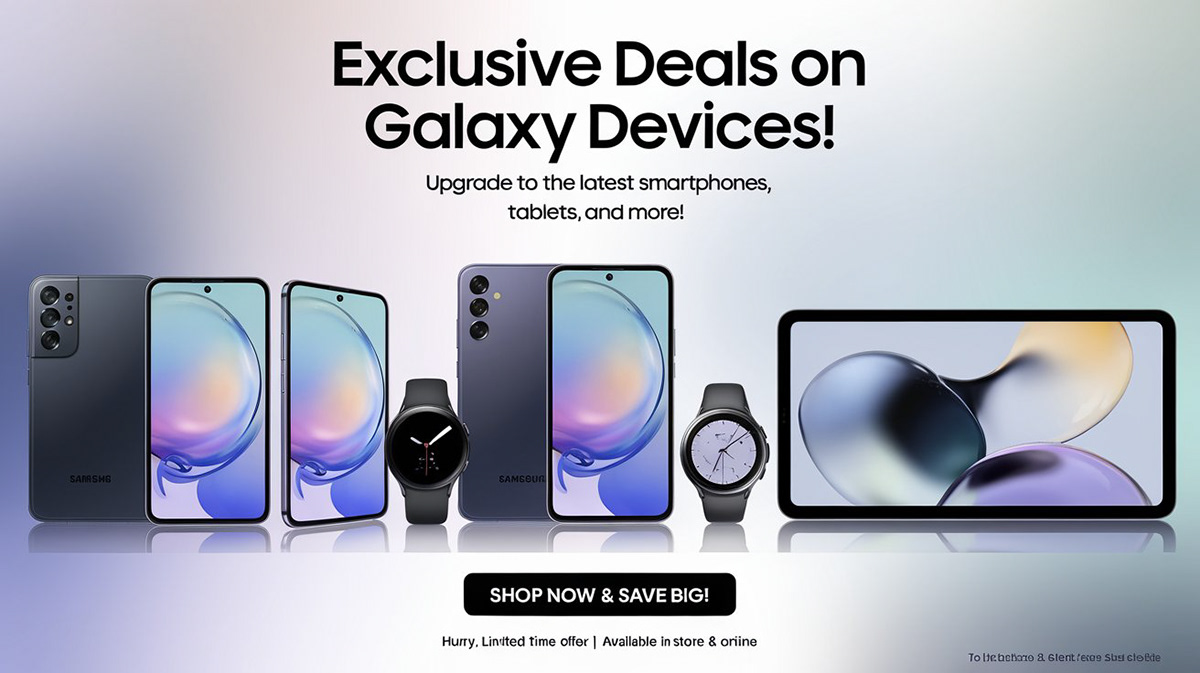 Exclusive Deals on
Galaxy Devices!
Upgrade to the latest smartphones,
tablets, and more!
SHOP NOW & SAVE BIG!
Hurry, Limited Time offer | Available in store & oriine